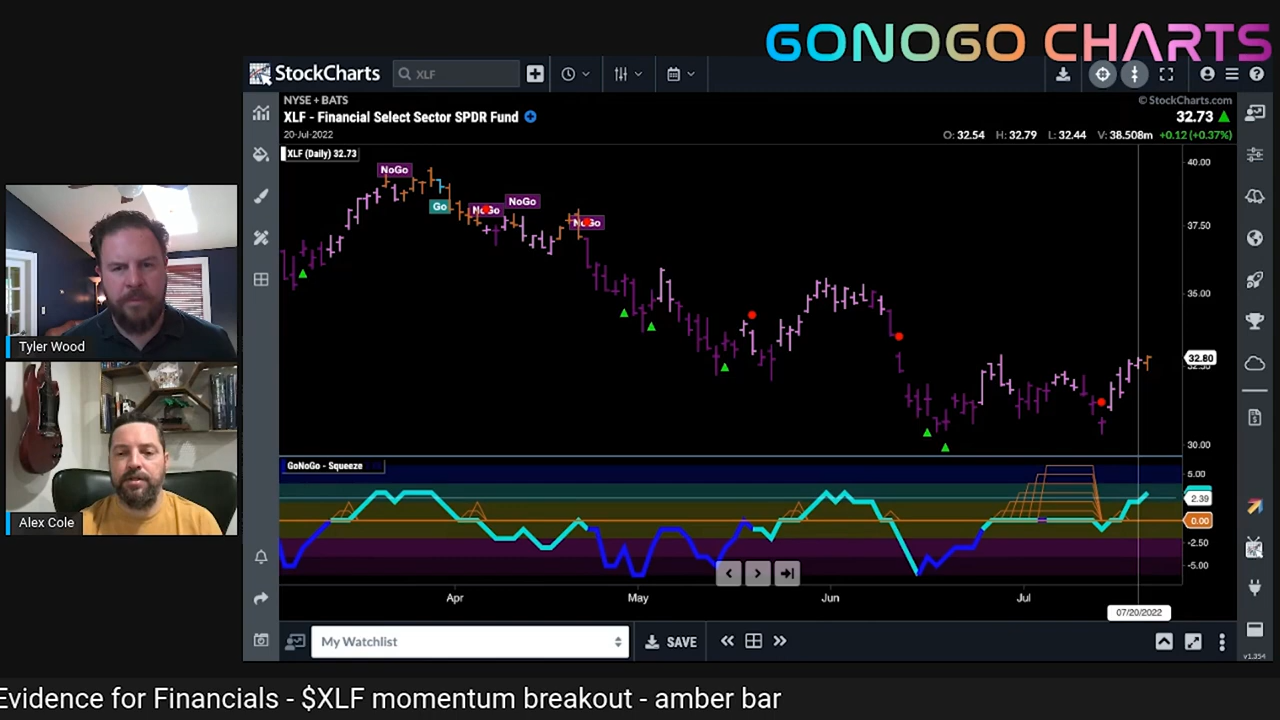 GONOGO CHARTS
StockCharts
XLF
NYSE + BATS
© StockCharts.com
XLF - Financial Select Sector SPDR Fund
32.73
20-Jul-2022
O: 32.54 H: 32.79 L: 32.44 V: 38.508m +0.12 (+0.37%)
XLF (Daily) 32.73
40.00
NoGo
Go
NoGo
NoGo
NoGo
37.50
35.00
32.80
32.50
30.00
GoNoGo - Squeeze
5.00
2.39
0.00
-2.50
-5.00
Apr
May
Jun
Jul
07/20/2022
My Watchlist
SAVE
v1.354
Tyler Wood
Alex Cole
Evidence for Financials - $XLF momentum breakout - amber bar